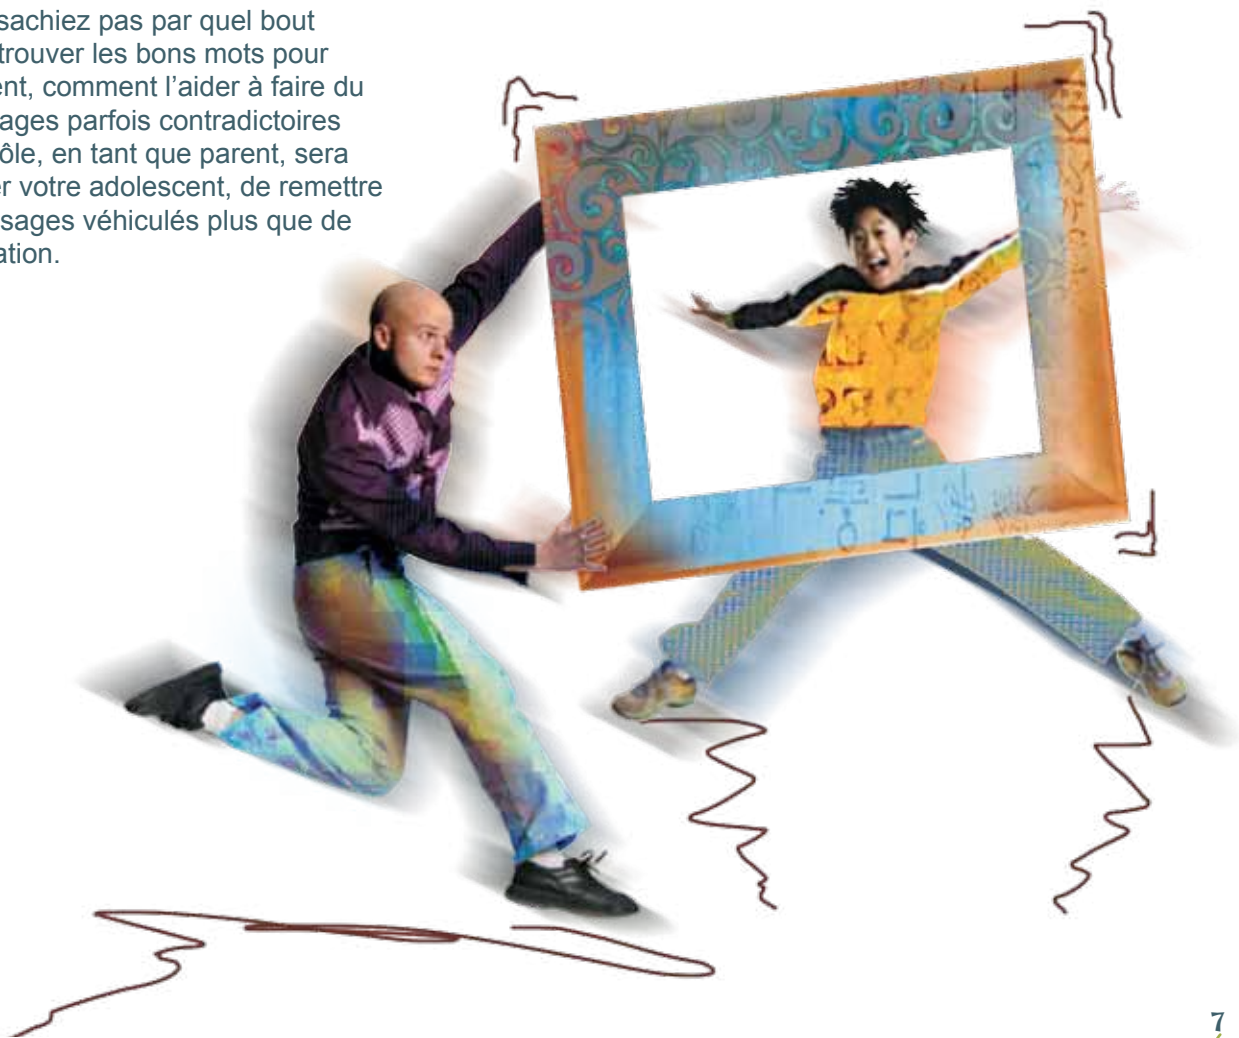 sachiez pas par quel bout
trouver les bons mots pour
ent, comment l’aider à faire du
ages parfois contradictoires
ôle, en tant que parent, sera
er votre adolescent, de remettre
sages véhiculés plus que de
ation.
7